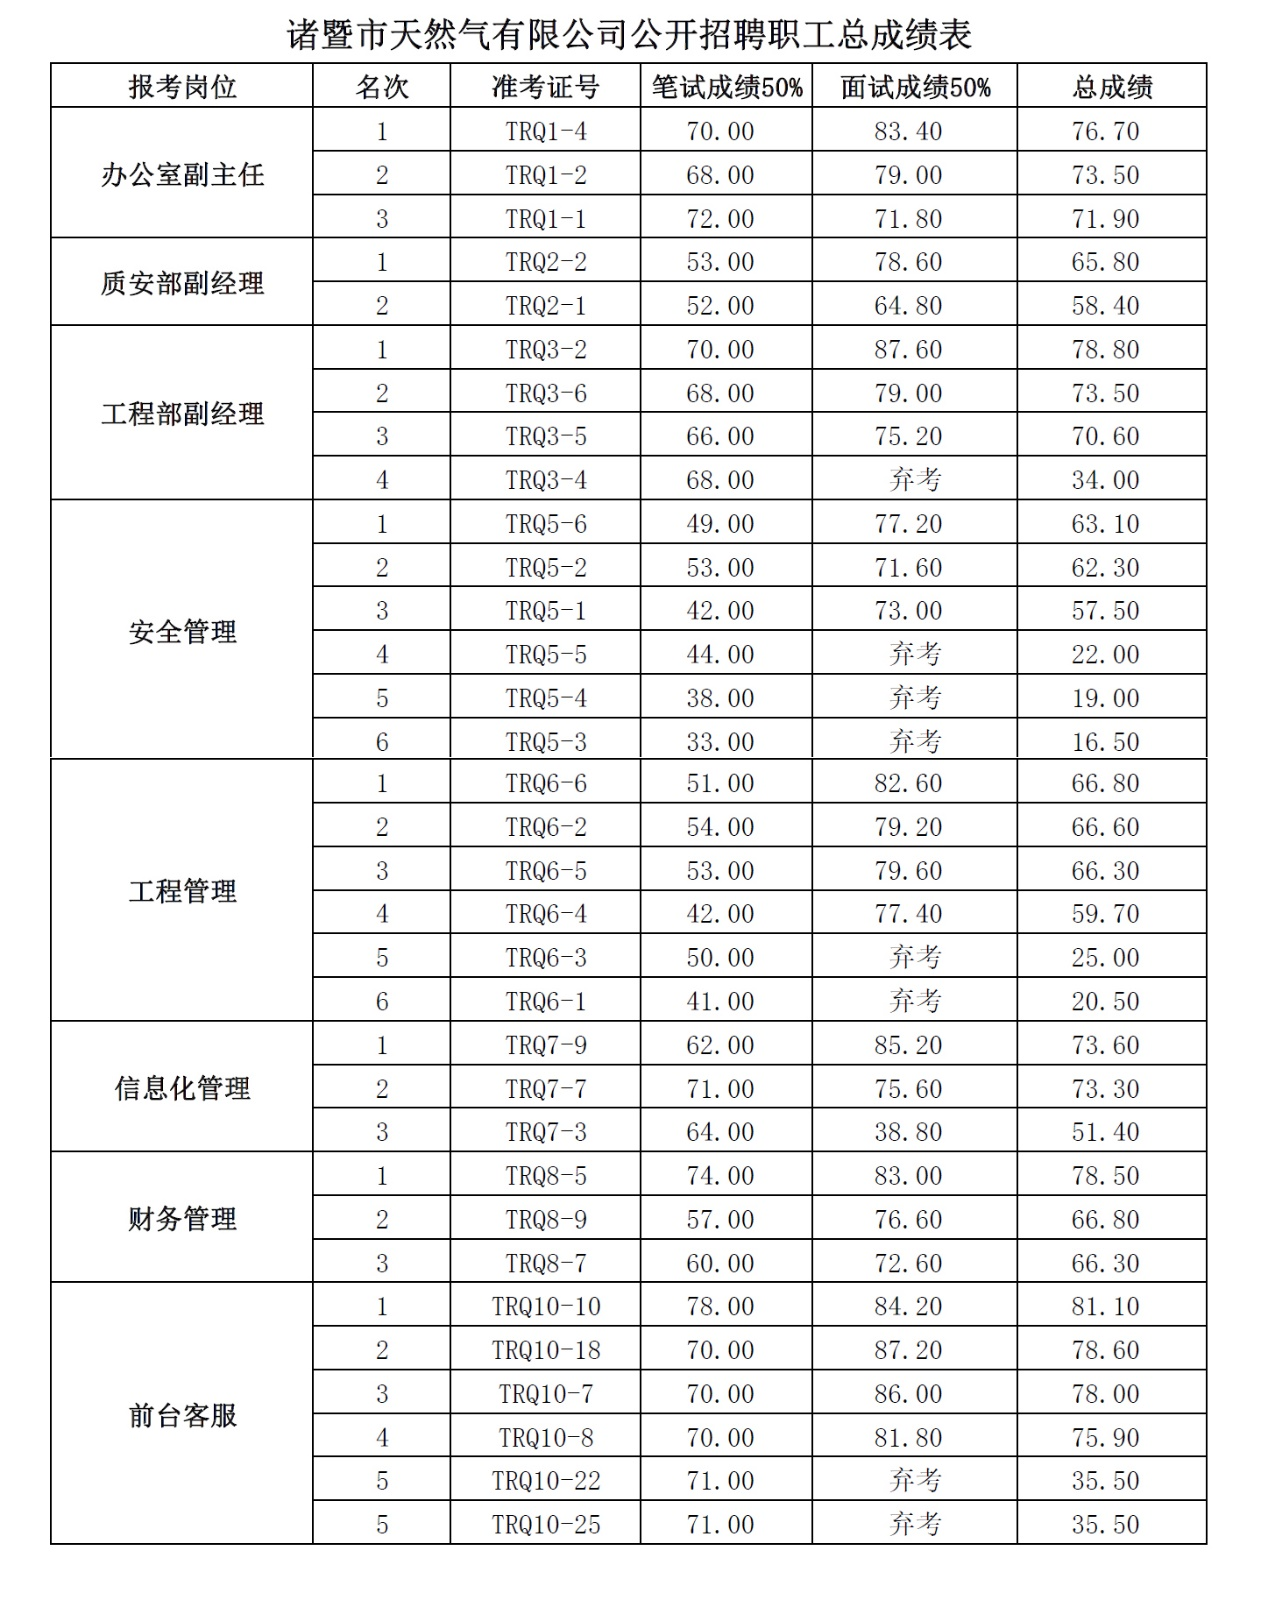 诸暨市天然气有限公司公开招聘职工总成绩表
报考岗位 名次 准考证号 笔试成绩50% 面试成绩50% 总成绩
办公室副主任 1 TRQ1-4 70.00 83.40 76.70
2 TRQ1-2 68.00 79.00 73.50
3 TRQ1-1 72.00 71.80 71.90
质安部副经理 1 TRQ2-2 53.00 78.60 65.80
2 TRQ2-1 52.00 64.80 58.40
工程部副经理 1 TRQ3-2 70.00 87.60 78.80
2 TRQ3-6 68.00 79.00 73.50
3 TRQ3-5 66.00 75.20 70.60
4 TRQ3-4 68.00 弃考 34.00
安全管理 1 TRQ5-6 49.00 77.20 63.10
2 TRQ5-2 53.00 71.60 62.30
3 TRQ5-1 42.00 73.00 57.50
4 TRQ5-5 44.00 弃考 22.00
5 TRQ5-4 38.00 弃考 19.00
6 TRQ5-3 33.00 弃考 16.50
工程管理 1 TRQ6-6 51.00 82.60 66.80
2 TRQ6-2 54.00 79.20 66.60
3 TRQ6-5 53.00 79.60 66.30
4 TRQ6-4 42.00 77.40 59.70
5 TRQ6-3 50.00 弃考 25.00
6 TRQ6-1 41.00 弃考 20.50
信息化管理 1 TRQ7-9 62.00 85.20 73.60
2 TRQ7-7 71.00 75.60 73.30
3 TRQ7-3 64.00 38.80 51.40
财务管理 1 TRQ8-5 74.00 83.00 78.50
2 TRQ8-9 57.00 76.60 66.80
3 TRQ8-7 60.00 72.60 66.30
前台客服 1 TRQ10-10 78.00 84.20 81.10
2 TRQ10-18 70.00 87.20 78.60
3 TRQ10-7 70.00 86.00 78.00
4 TRQ10-8 70.00 81.80 75.90
5 TRQ10-22 71.00 弃考 35.50
5 TRQ10-25 71.00 弃考 35.50